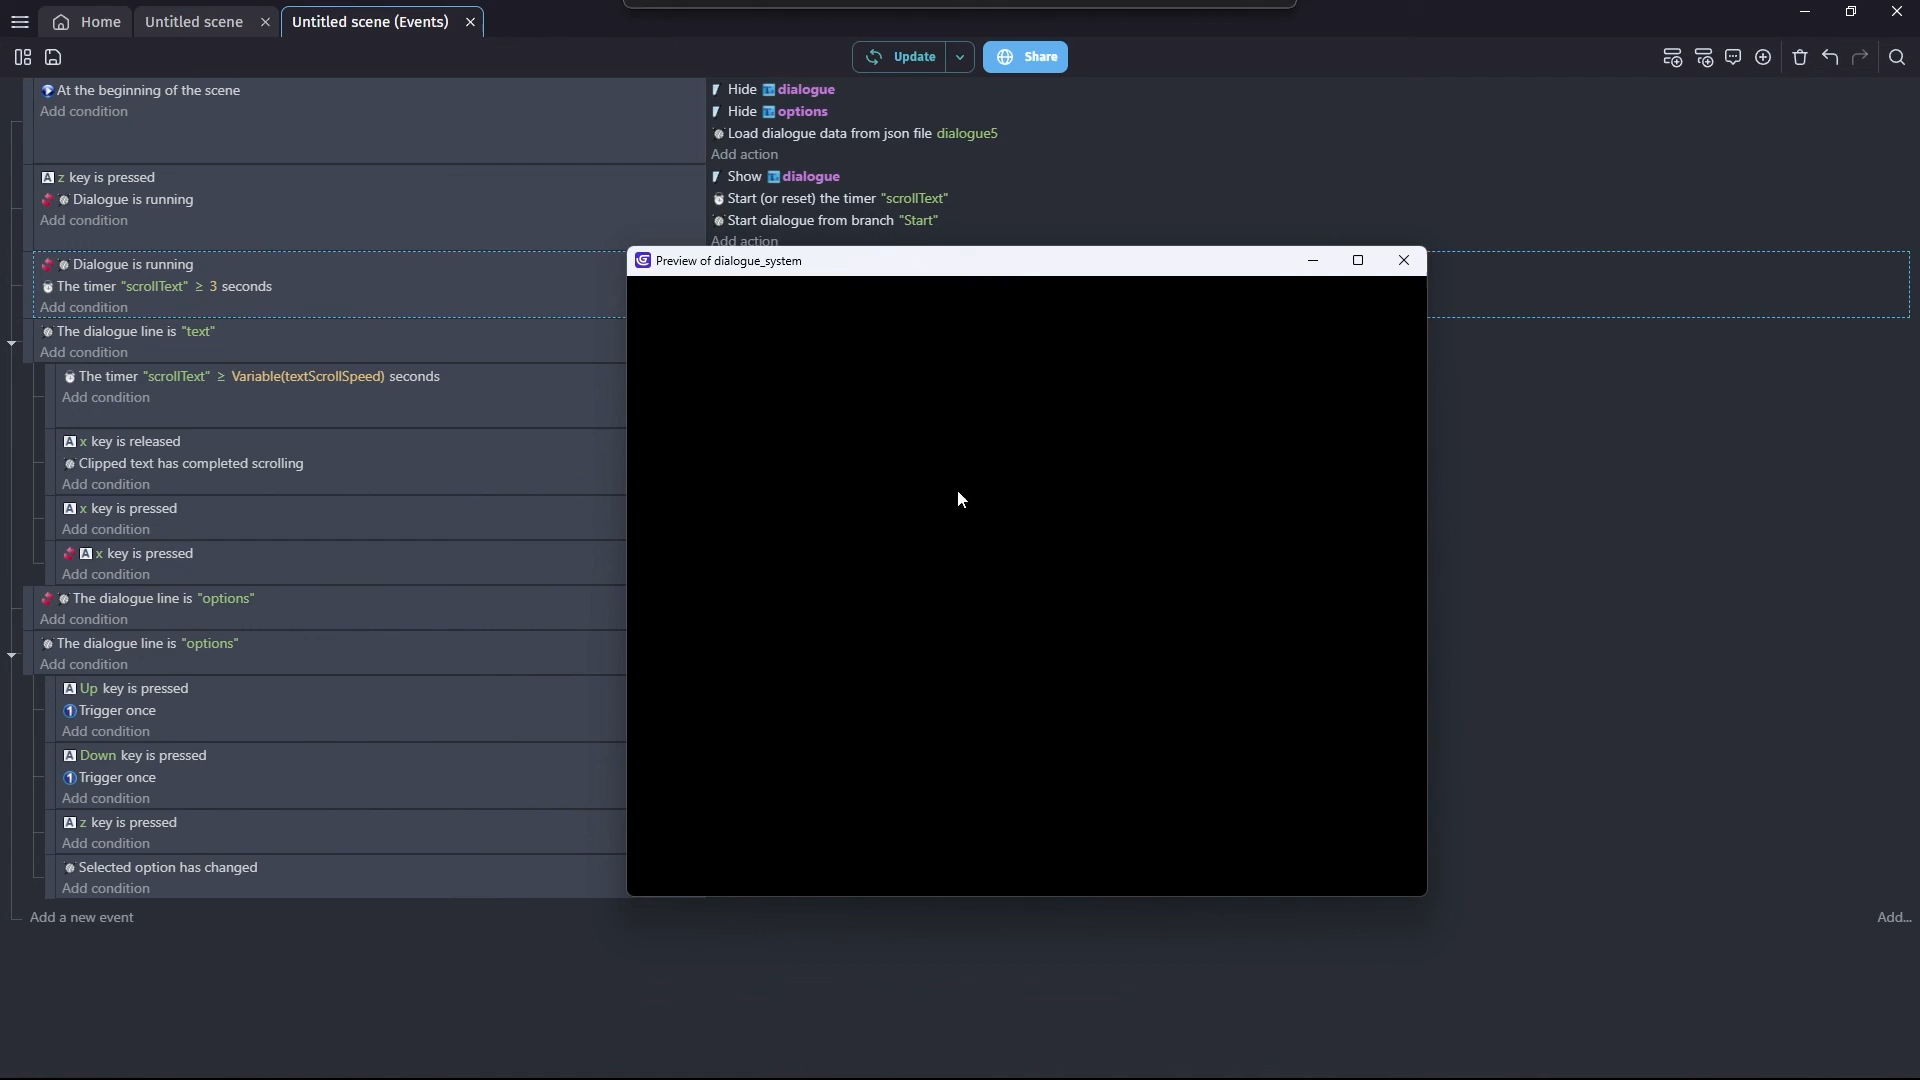 Home
Untitled scene
Untitled scene (Events)
Update
Share
At the beginning of the scene
Add condition
Hide dialogue
Hide options
Load dialogue data from json file dialogue5
Add action
z key is pressed
Dialogue is running
Add condition
Show dialogue
Start (or reset) the timer "scrollText"
Start dialogue from branch "Start"
Add action
Dialogue is running
The timer "scrollText" ≥ 3 seconds
Add condition
The dialogue line is "text"
Add condition
The timer "scrollText" ≥ Variable(textScrollSpeed) seconds
Add condition
x key is released
Clipped text has completed scrolling
Add condition
x key is pressed
Add condition
x key is pressed
Add condition
The dialogue line is "options"
Add condition
The dialogue line is "options"
Add condition
Up key is pressed
Trigger once
Add condition
Down key is pressed
Trigger once
Add condition
z key is pressed
Add condition
Selected option has changed
Add condition
Add a new event
Add...
Preview of dialogue_system